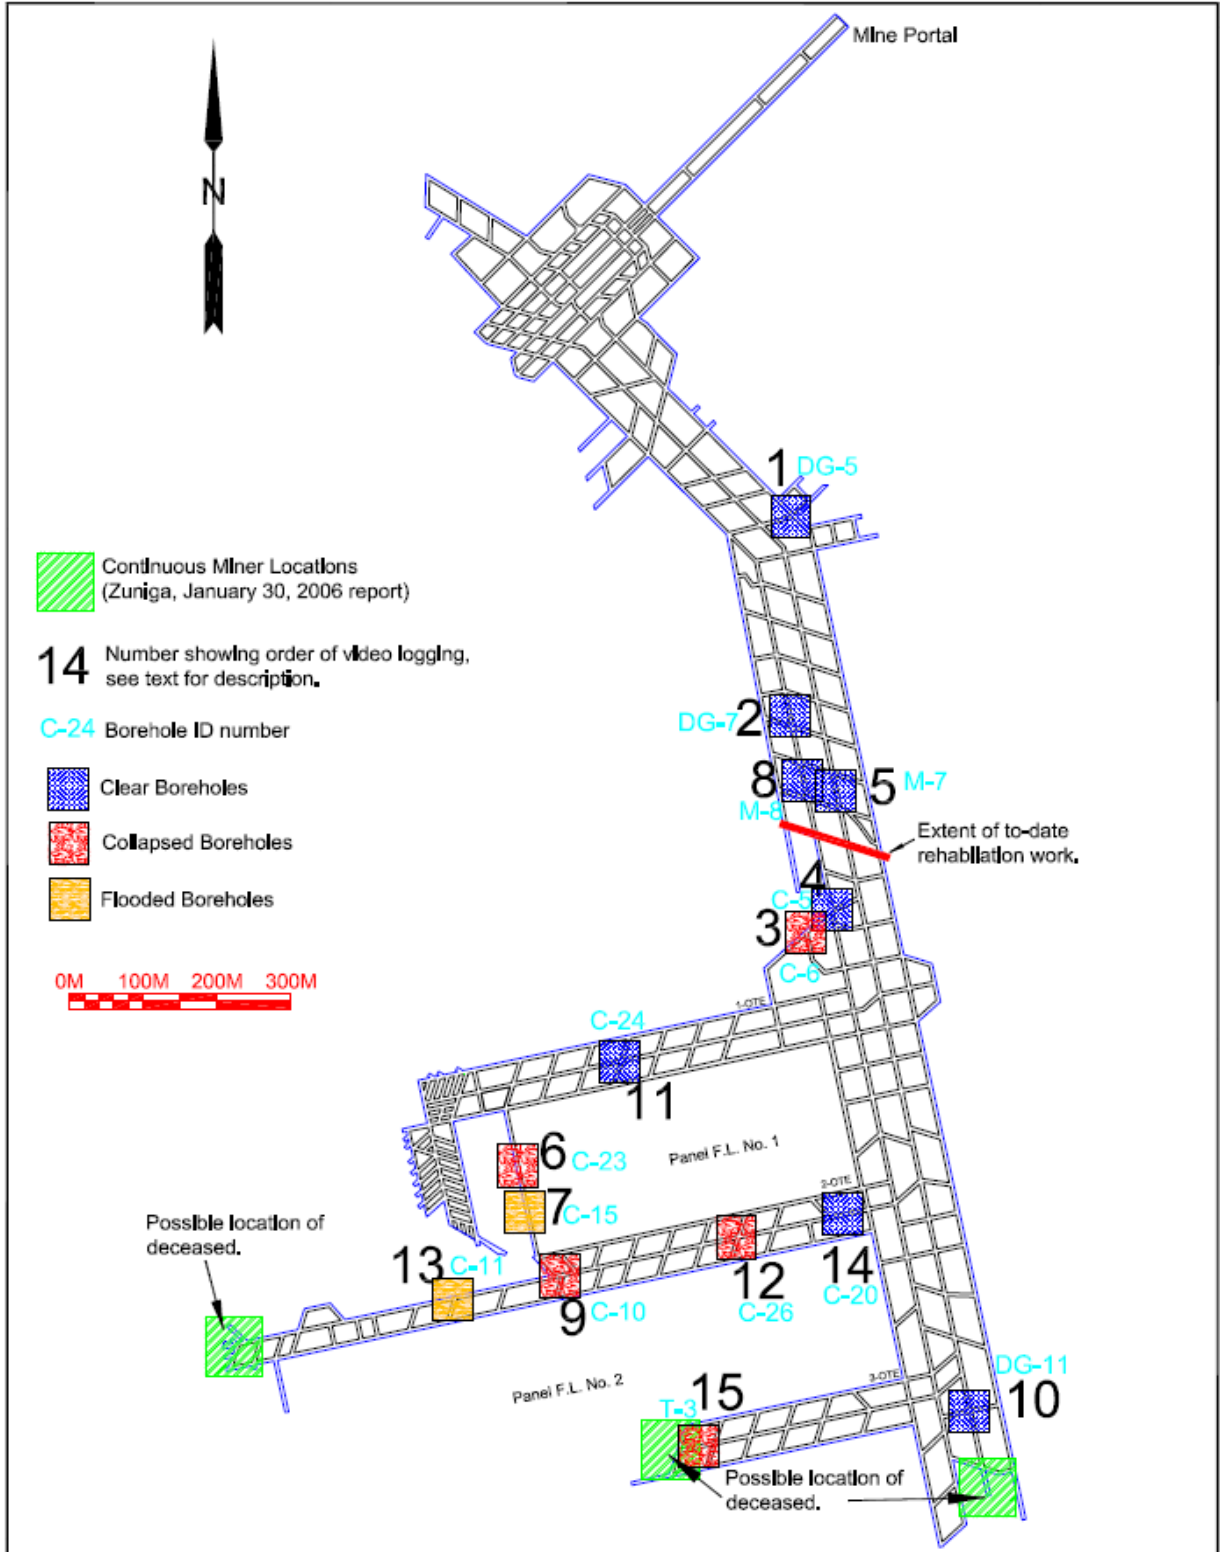 Mine Portal
N
1 DG-5
Continuous Miner Locations
(Zuniga, January 30, 2006 report)
14 Number showing order of video logging,
see text for description.
C-24 Borehole ID number
Clear Boreholes
Collapsed Boreholes
Flooded Boreholes
0M 100M 200M 300M
DG-7 2
8 5 M-7
M-8
Extent of to-date
rehabliation work.
4
C-5
3
C-6
1-OTE
C-24
11
Panel F.L. No. 1
6 C-23
7 C-15
2-OTE
Possible location of
deceased.
13 C-11
9 C-10
12
C-26
14
C-20
Panel F.L. No. 2
3-OTE
DG-11
10
T-3 15
Possible location of
deceased.